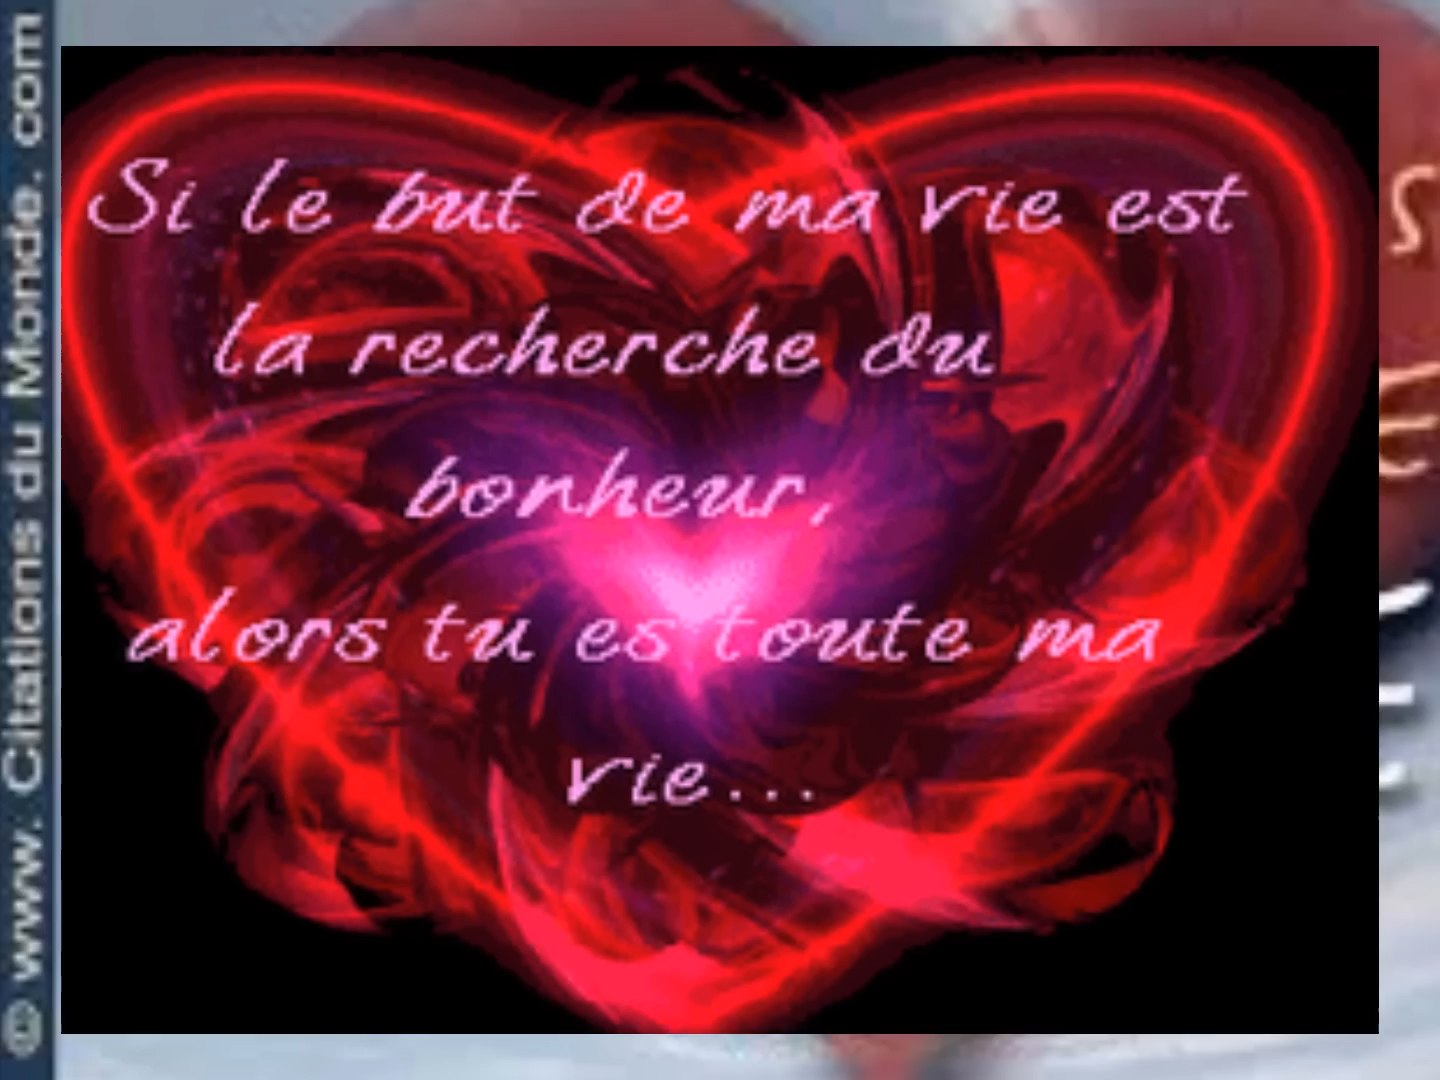 © www. Citations du Monde. com
Si le but de ma vie est
la recherche du
bonheur,
alors tu es toute ma
vie...
S
E